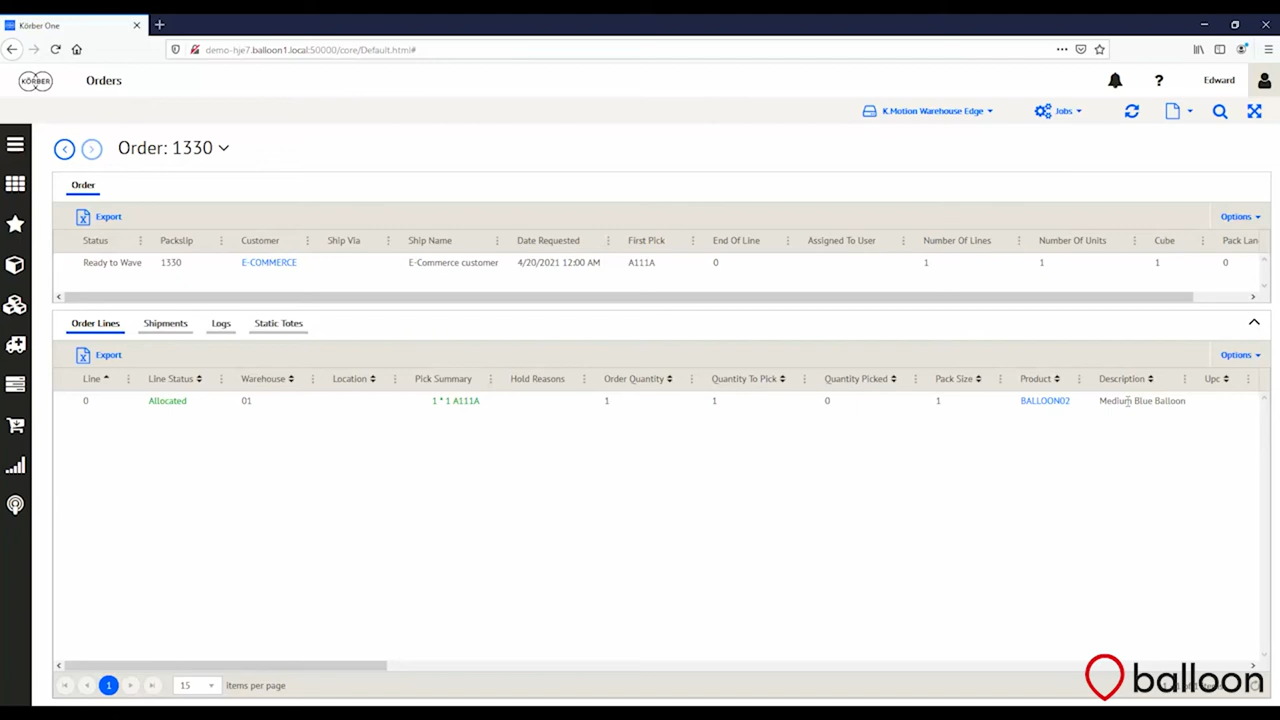 Körber One
demo-hje7.balloon1.local:50000/core/Default.html#
KÖRBER
Orders
Edward
K.Motion Warehouse Edge
Jobs
Order: 1330
Order
Export
Options
Status Packslip Customer Ship Via Ship Name Date Requested First Pick End Of Line Assigned To User Number Of Lines Number Of Units Cube Pack Lan
Ready to Wave 1330 E-COMMERCE E-Commerce customer 4/20/2021 12:00 AM A111A 0 1 1 1 0
Order Lines Shipments Logs Static Totes
Export
Options
Line Line Status Warehouse Location Pick Summary Hold Reasons Order Quantity Quantity To Pick Quantity Picked Pack Size Product Description Upc
0 Allocated 01 1 * 1 A111A 1 1 0 1 BALLOON02 Medium Blue Balloon
1 15 items per page
balloon